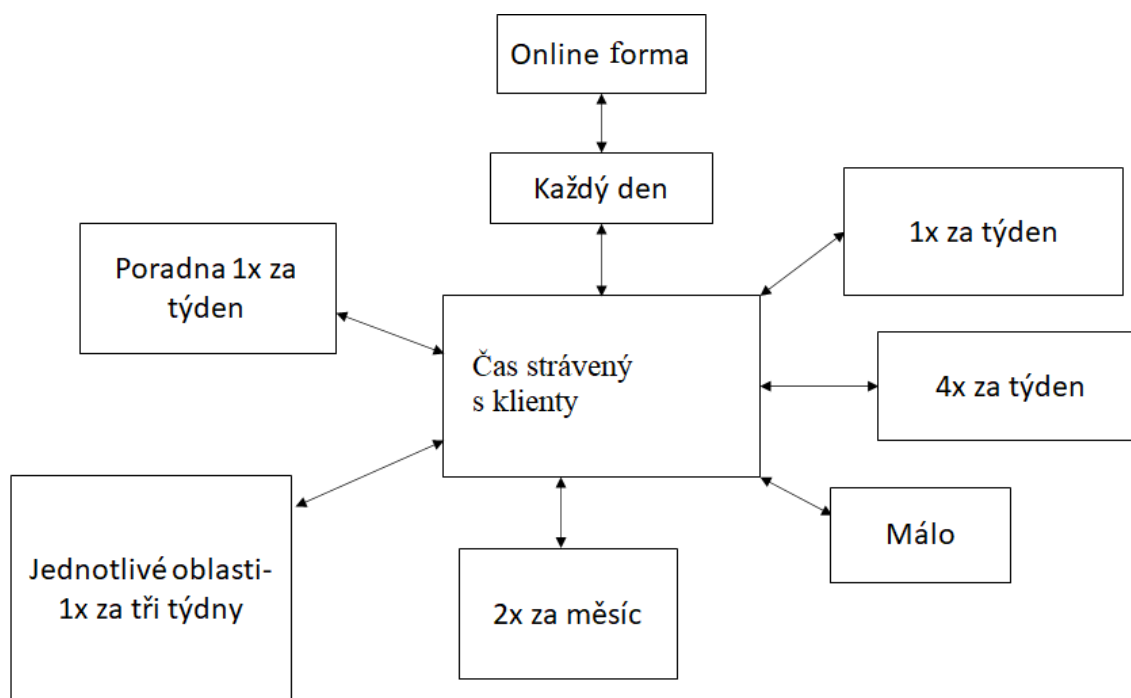 Online forma
Každý den
1x za týden
Poradna 1x za
týden
Čas strávený
s klienty
4x za týden
Málo
Jednotlivé oblasti-
1x za tři týdny
2x za měsíc